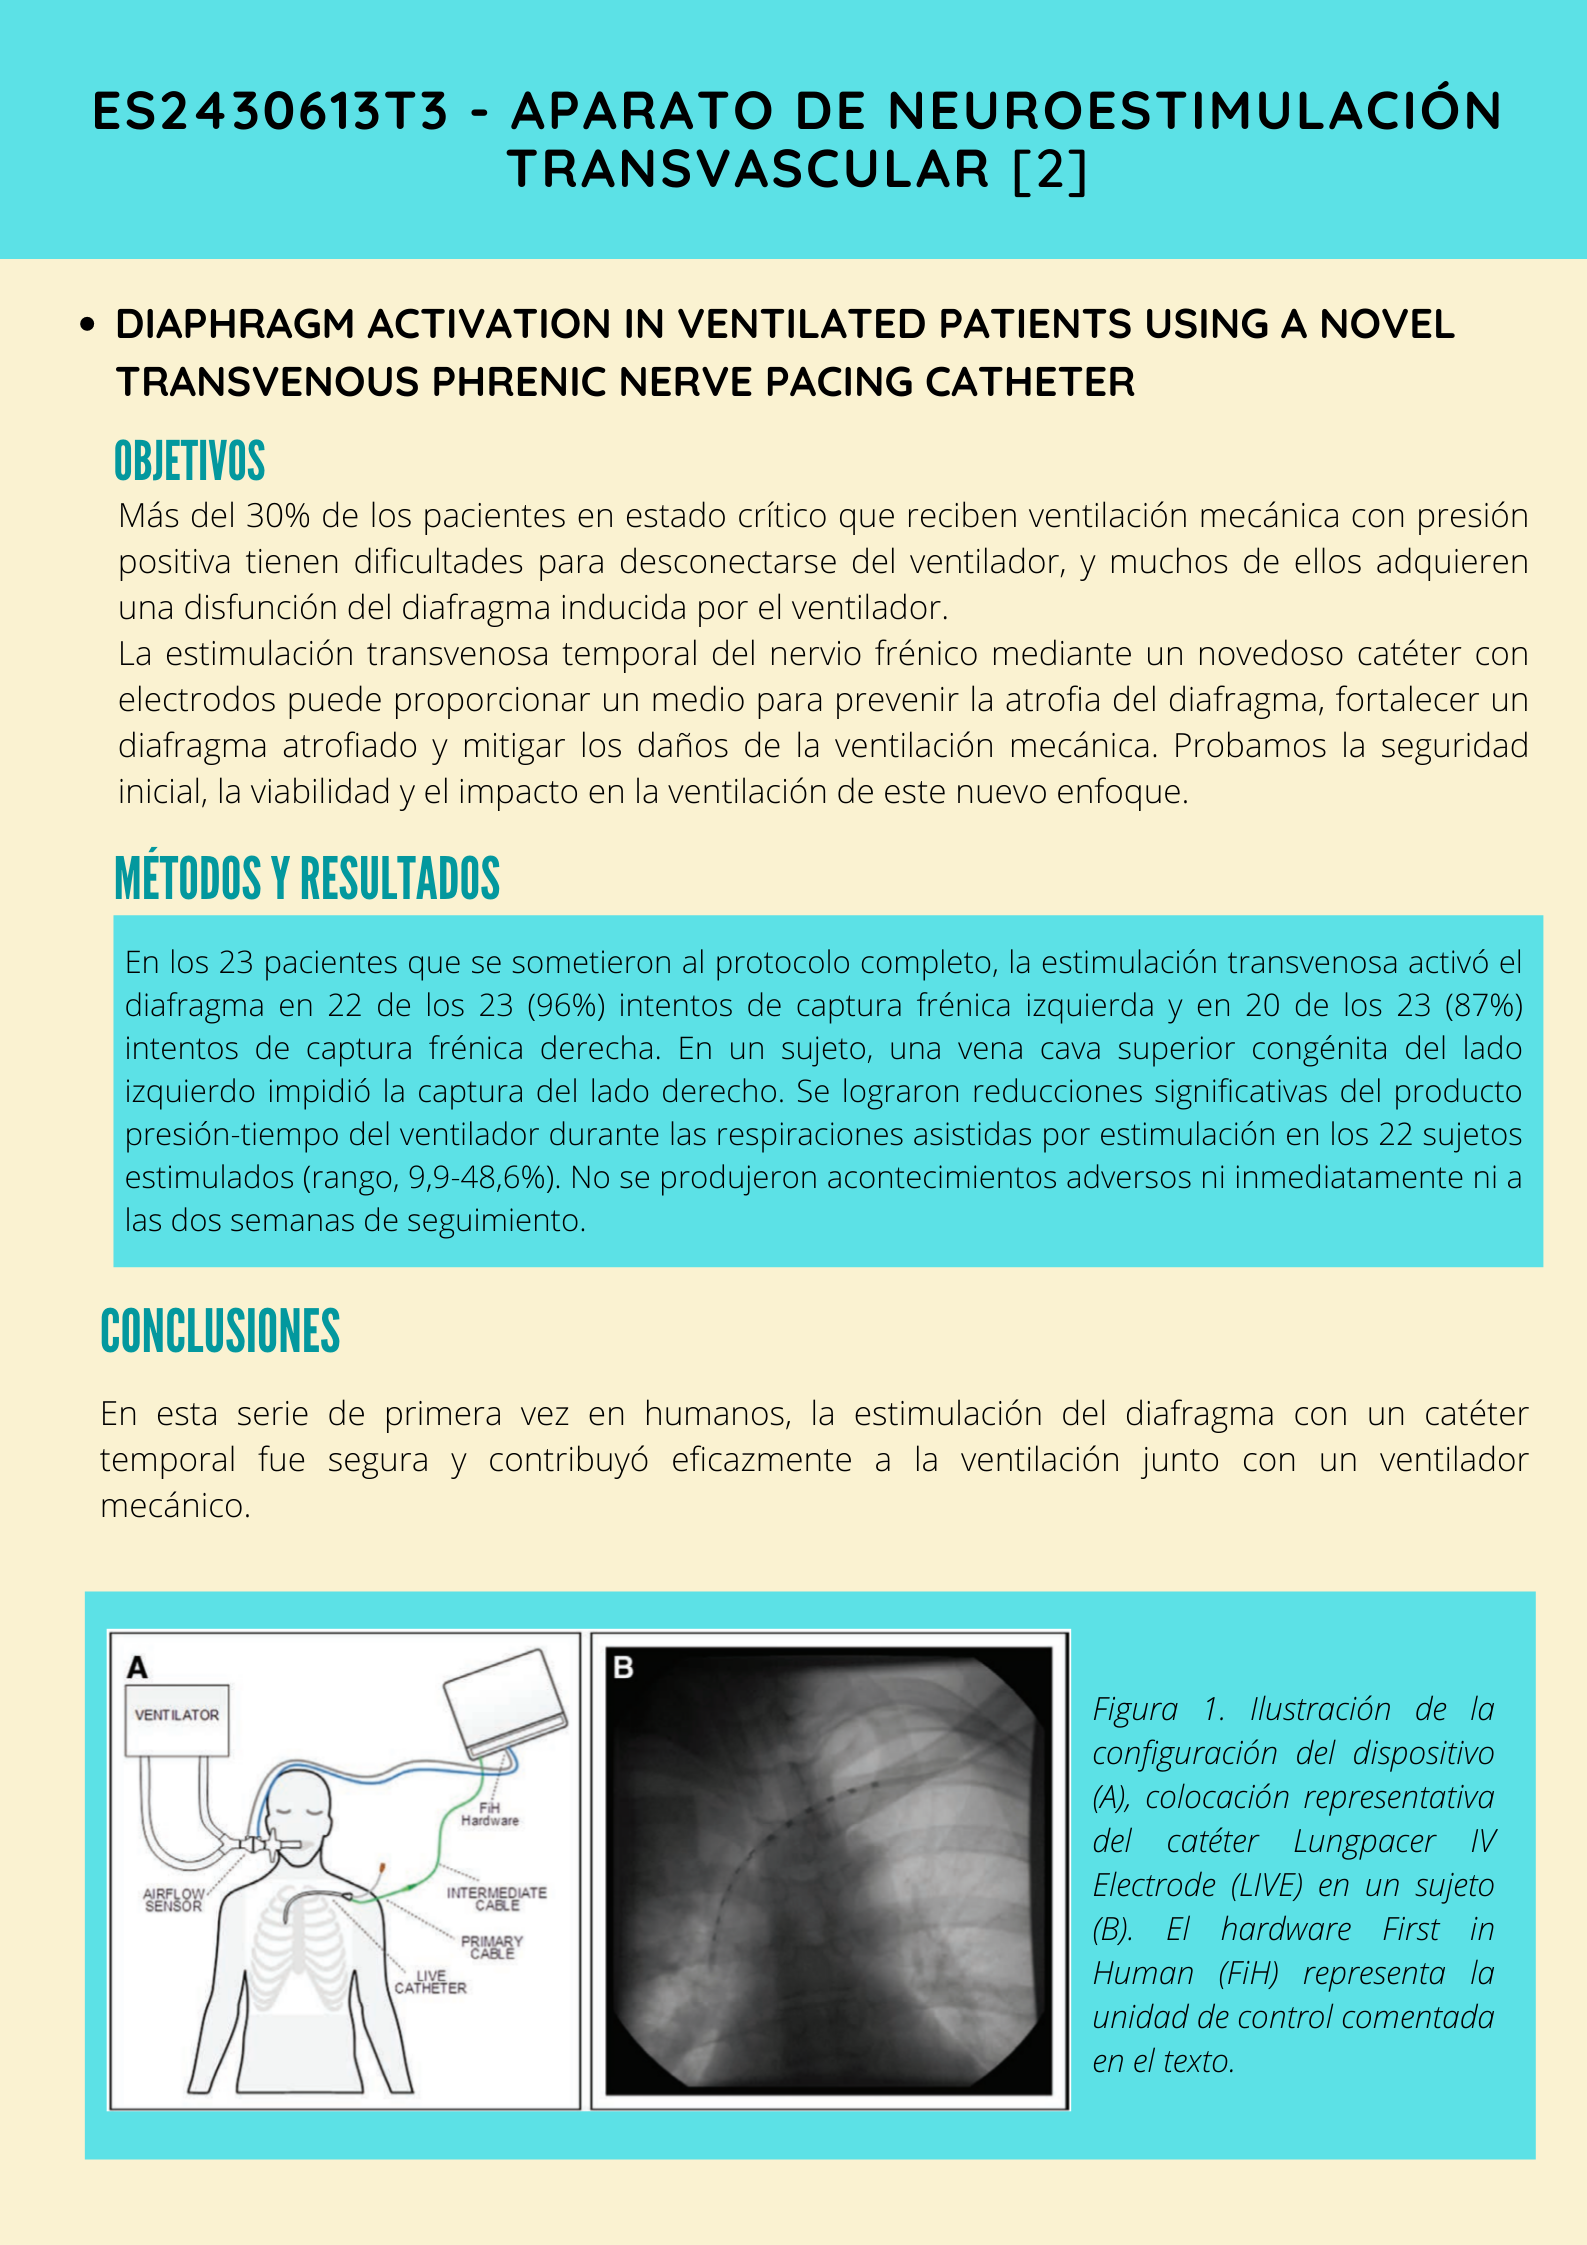 ES2430613T3 - APARATO DE NEUROESTIMULACIÓN
TRANSVASCULAR [2]
• DIAPHRAGM ACTIVATION IN VENTILATED PATIENTS USING A NOVEL
TRANSVENOUS PHRENIC NERVE PACING CATHETER
OBJETIVOS
Más del 30% de los pacientes en estado crítico que reciben ventilación mecánica con presión
positiva tienen dificultades para desconectarse del ventilador, y muchos de ellos adquieren
una disfunción del diafragma inducida por el ventilador.
La estimulación transvenosa temporal del nervio frénico mediante un novedoso catéter con
electrodos puede proporcionar un medio para prevenir la atrofia del diafragma, fortalecer un
diafragma atrofiado y mitigar los daños de la ventilación mecánica. Probamos la seguridad
inicial, la viabilidad y el impacto en la ventilación de este nuevo enfoque.
MÉTODOS Y RESULTADOS
En los 23 pacientes que se sometieron al protocolo completo, la estimulación transvenosa activó el
diafragma en 22 de los 23 (96%) intentos de captura frénica izquierda y en 20 de los 23 (87%)
intentos de captura frénica derecha. En un sujeto, una vena cava superior congénita del lado
izquierdo impidió la captura del lado derecho. Se lograron reducciones significativas del producto
presión-tiempo del ventilador durante las respiraciones asistidas por estimulación en los 22 sujetos
estimulados (rango, 9,9-48,6%). No se produjeron acontecimientos adversos ni inmediatamente ni a
las dos semanas de seguimiento.
CONCLUSIONES
En esta serie de primera vez en humanos, la estimulación del diafragma con un catéter
temporal fue segura y contribuyó eficazmente a la ventilación junto con un ventilador
mecánico.
A
VENTILATOR
FiH
Hardware
AIRFLOW
SENSOR
INTERMEDIATE
CABLE
PRIMARY
CABLE
LIVE
CATHETER
B
Figura 1. Ilustración de la
configuración del dispositivo
(A), colocación representativa
del catéter Lungpacer IV
Electrode (LIVE) en un sujeto
(B). El hardware First in
Human (FiH) representa la
unidad de control comentada
en el texto.